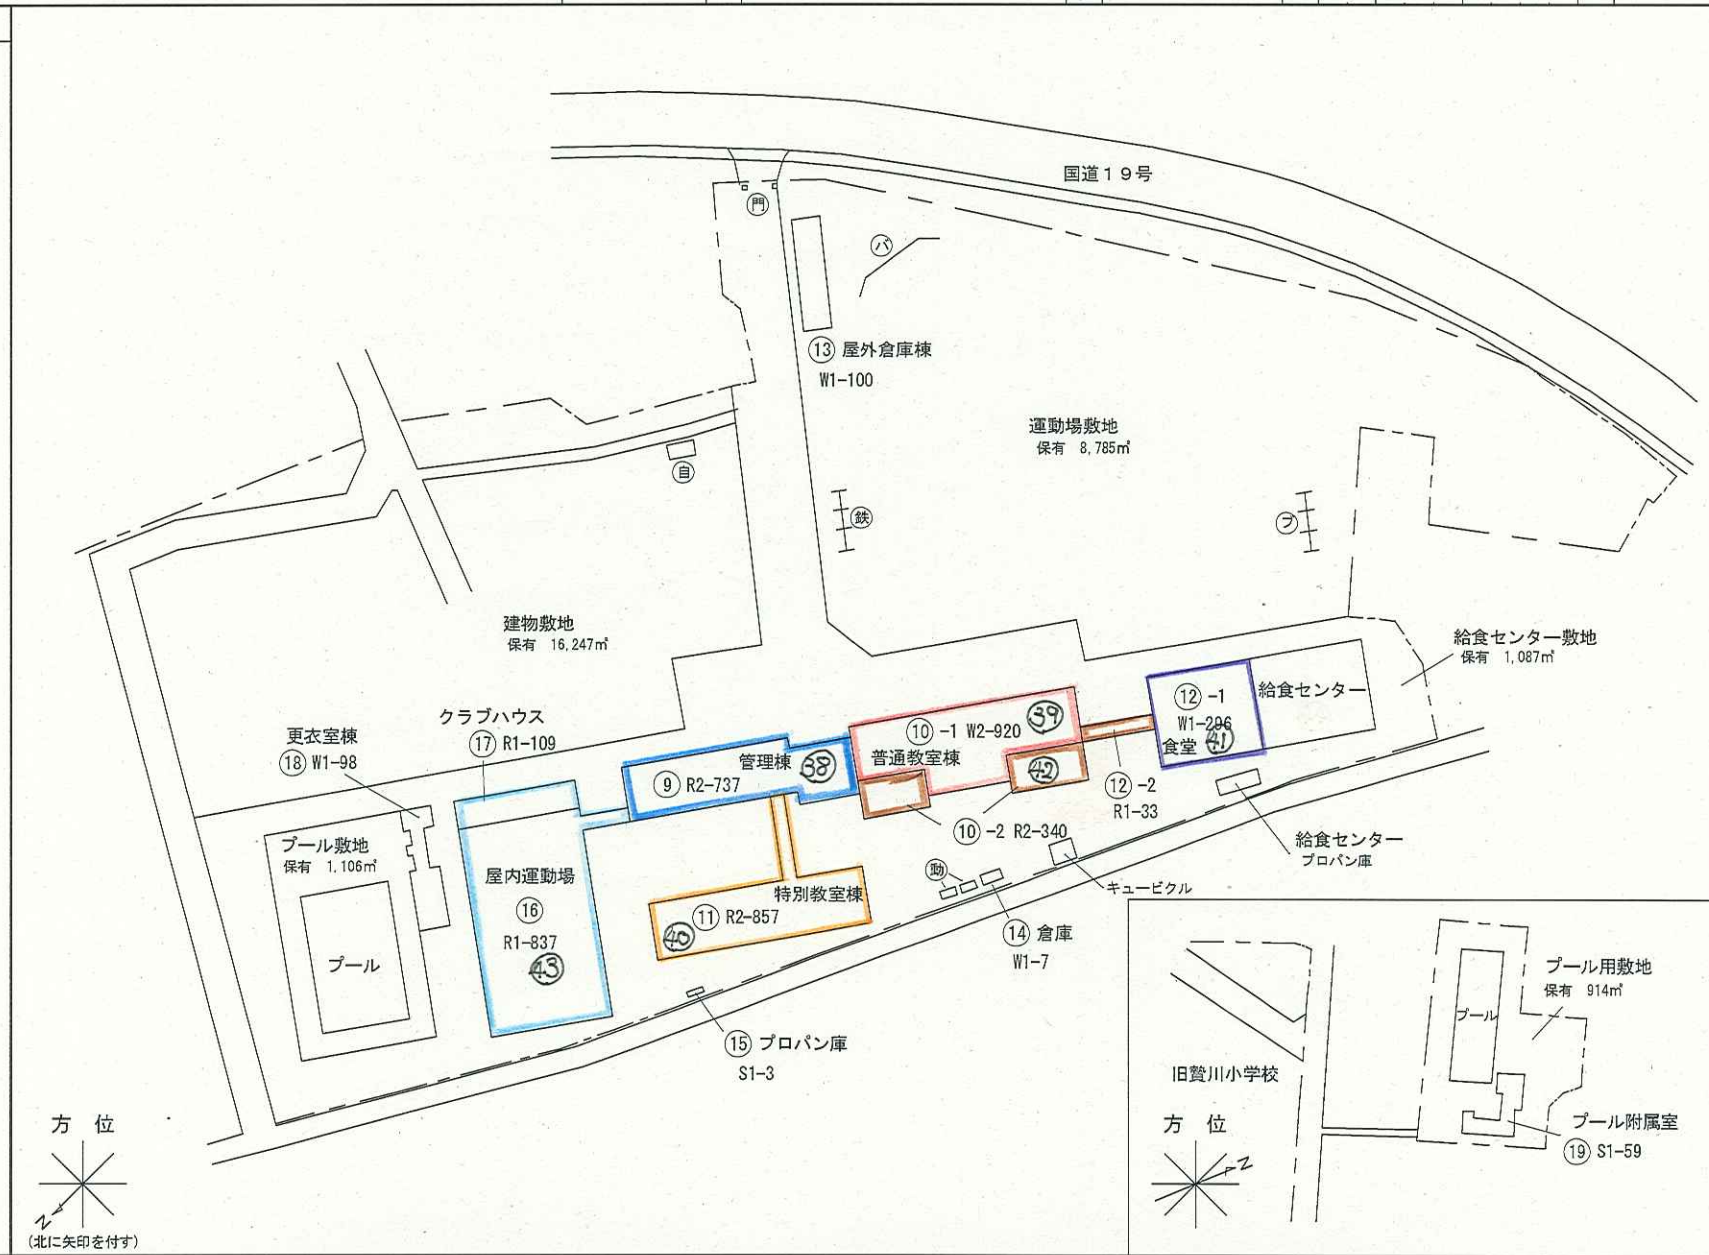 国道19号
門
バ
⑬ 屋外倉庫棟
W1-100
運動場敷地
保有 8,785㎡
自
鉄
ブ
建物敷地
保有 16,247㎡
給食センター敷地
保有 1,087㎡
給食センター
⑫ -1
W1-296
食堂 ㊶
⑩ -1 W2-920 ㊴
普通教室棟
㊷
クラブハウス
⑰ R1-109
更衣室棟
⑱ W1-98
管理棟 ㊳
⑨ R2-737
⑫ -2
R1-33
⑩ -2 R2-340
給食センター
プロパン庫
キュービクル
動
プール敷地
保有 1,106㎡
プール
屋内運動場
⑯
R1-837
㊸
特別教室棟
⑪ R2-857
㊵
⑭ 倉庫
W1-7
⑮ プロパン庫
S1-3
プール用敷地
保有 914㎡
プール
旧贄川小学校
プール附属室
⑲ S1-59
方 位
N
方 位
N
(北に矢印を付す)